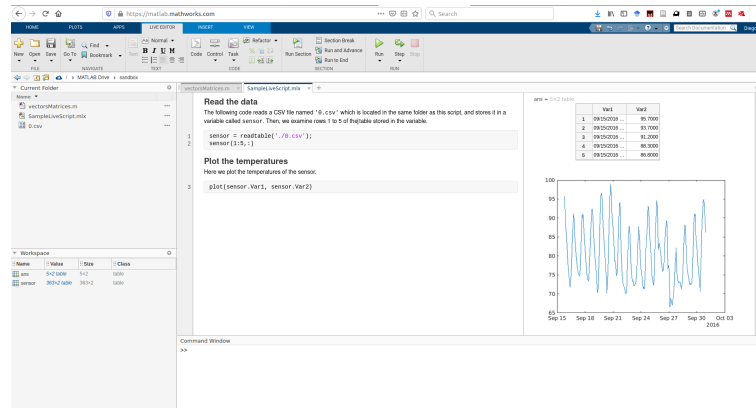 https://matlab.mathworks.com
Search
HOME PLOTS APPS LIVE EDITOR INSERT VIEW
Search Documentation
Diego
New Open Save
Go To Find Bookmark
Text Normal
B I U M
Code Control Task
Refactor
Run Section
Section Break
Run and Advance
Run to End
Run Step Stop
FILE NAVIGATE TEXT CODE SECTION RUN
MATLAB Drive sandbox
Current Folder
Name
vectorsMatrices.m
SampleLiveScript.mlx
0.csv
Workspace
Name Value Size Class
ans 5×2 table 5×2 table
sensor 363×2 table 363×2 table
vectorsMatrices.m SampleLiveScript.mlx
Read the data
The following code reads a CSV file named '0.csv' which is located in the same folder as this script, and stores it in a
variable called sensor. Then, we examine rows 1 to 5 of the table stored in the variable.
1 sensor = readtable('./0.csv');
2 sensor(1:5,:)
Plot the temperatures
Here we plot the temperatures of the sensor.
3 plot(sensor.Var1, sensor.Var2)
ans = 5×2 table
Var1 Var2
1 09/15/2016 ... 95.7000
2 09/15/2016 ... 93.7000
3 09/15/2016 ... 91.2000
4 09/15/2016 ... 88.3000
5 09/15/2016 ... 86.8000
100
95
90
85
80
75
70
65
Sep 15 Sep 18 Sep 21 Sep 24 Sep 27 Sep 30 Oct 03
2016
Command Window
>>